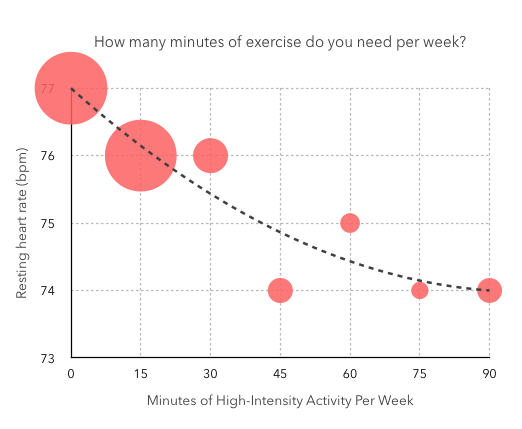 How many minutes of exercise do you need per week?
77
76
75
74
73
Resting heart rate (bpm)
0 15 30 45 60 75 90
Minutes of High-Intensity Activity Per Week